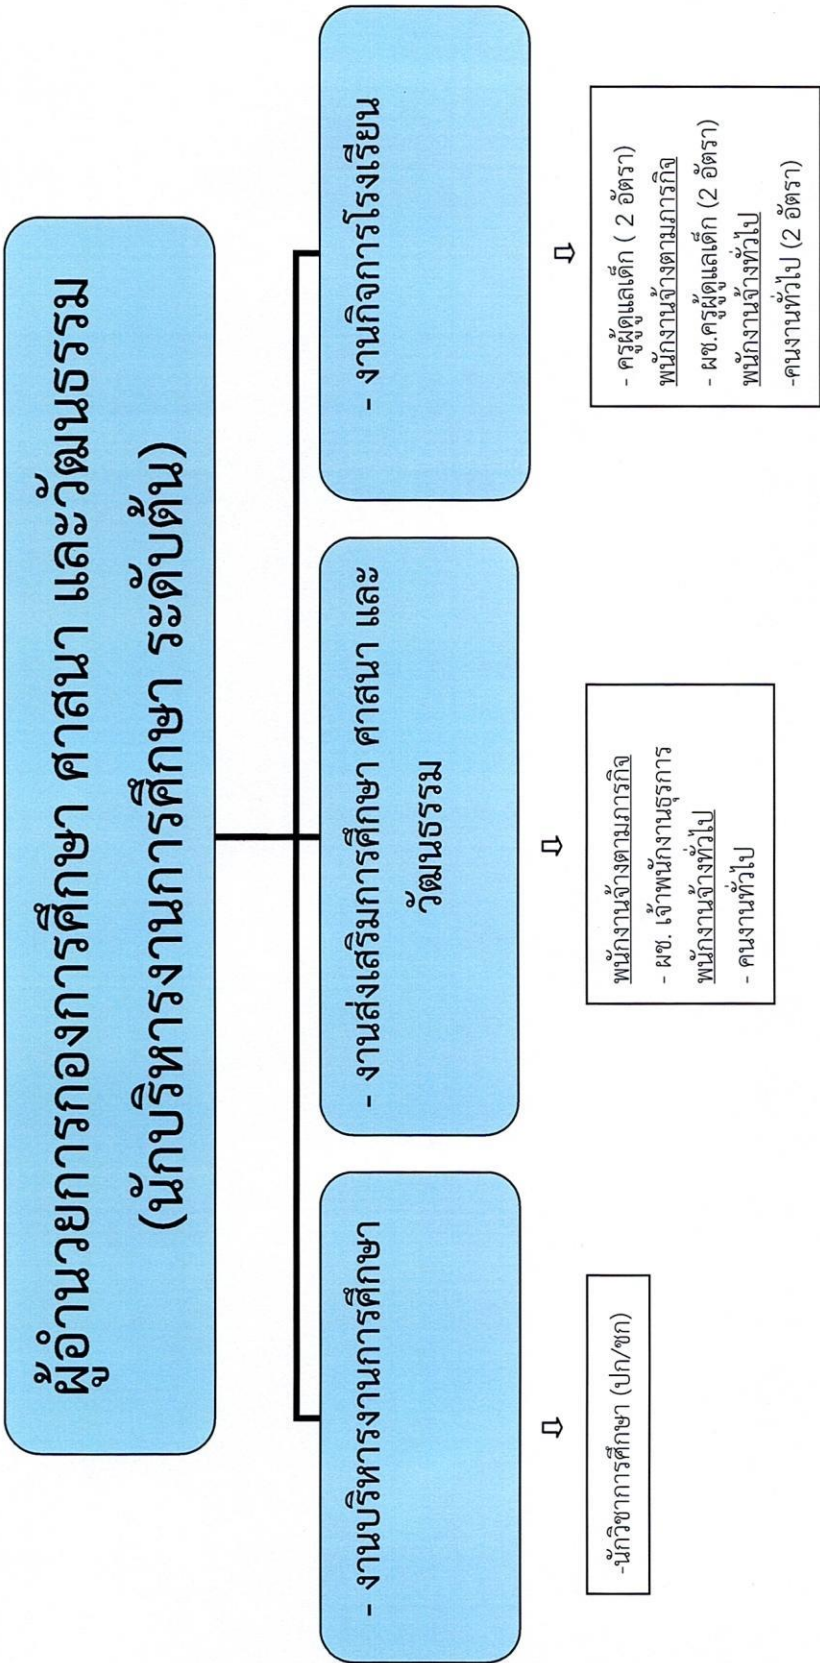 ผู้อำนวยการกองการศึกษา ศาสนา และวัฒนธรรม
(นักบริหารงานการศึกษา ระดับต้น)
- งานบริหารงานการศึกษา
- งานส่งเสริมการศึกษา ศาสนา และ
วัฒนธรรม
- งานกิจการโรงเรียน
-นักวิชาการศึกษา (ปก/ชก)
พนักงานจ้างตามภารกิจ
- ผช. เจ้าพนักงานธุรการ
พนักงานจ้างทั่วไป
- คนงานทั่วไป
- ครูผู้ดูแลเด็ก ( 2 อัตรา)
พนักงานจ้างตามภารกิจ
- ผช.ครูผู้ดูแลเด็ก (2 อัตรา)
พนักงานจ้างทั่วไป
-คนงานทั่วไป (2 อัตรา)